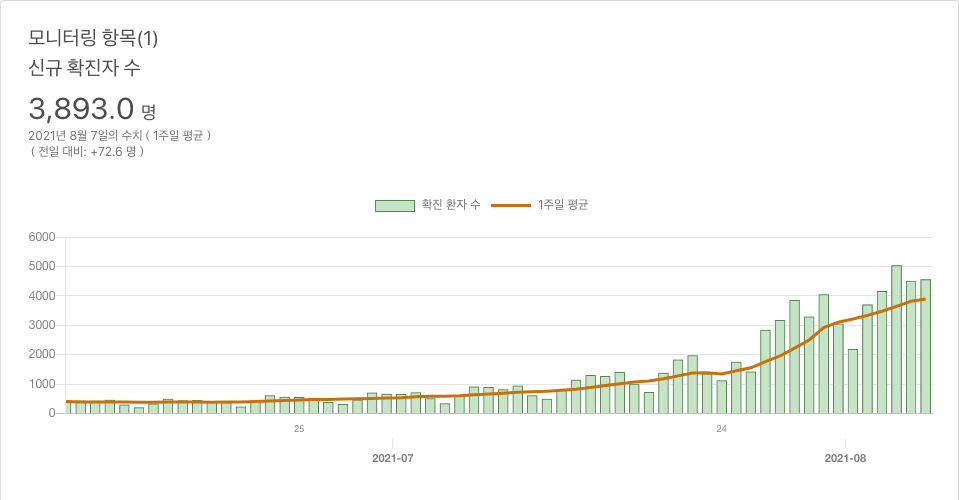 모니터링 항목(1)
신규 확진자 수
3,893.0 명
2021년 8월 7일의 수치 ( 1주일 평균 )
( 전일 대비: +72.6 명 )
확진 환자 수 1주일 평균
6000
5000
4000
3000
2000
1000
0
25 24
2021-07 2021-08